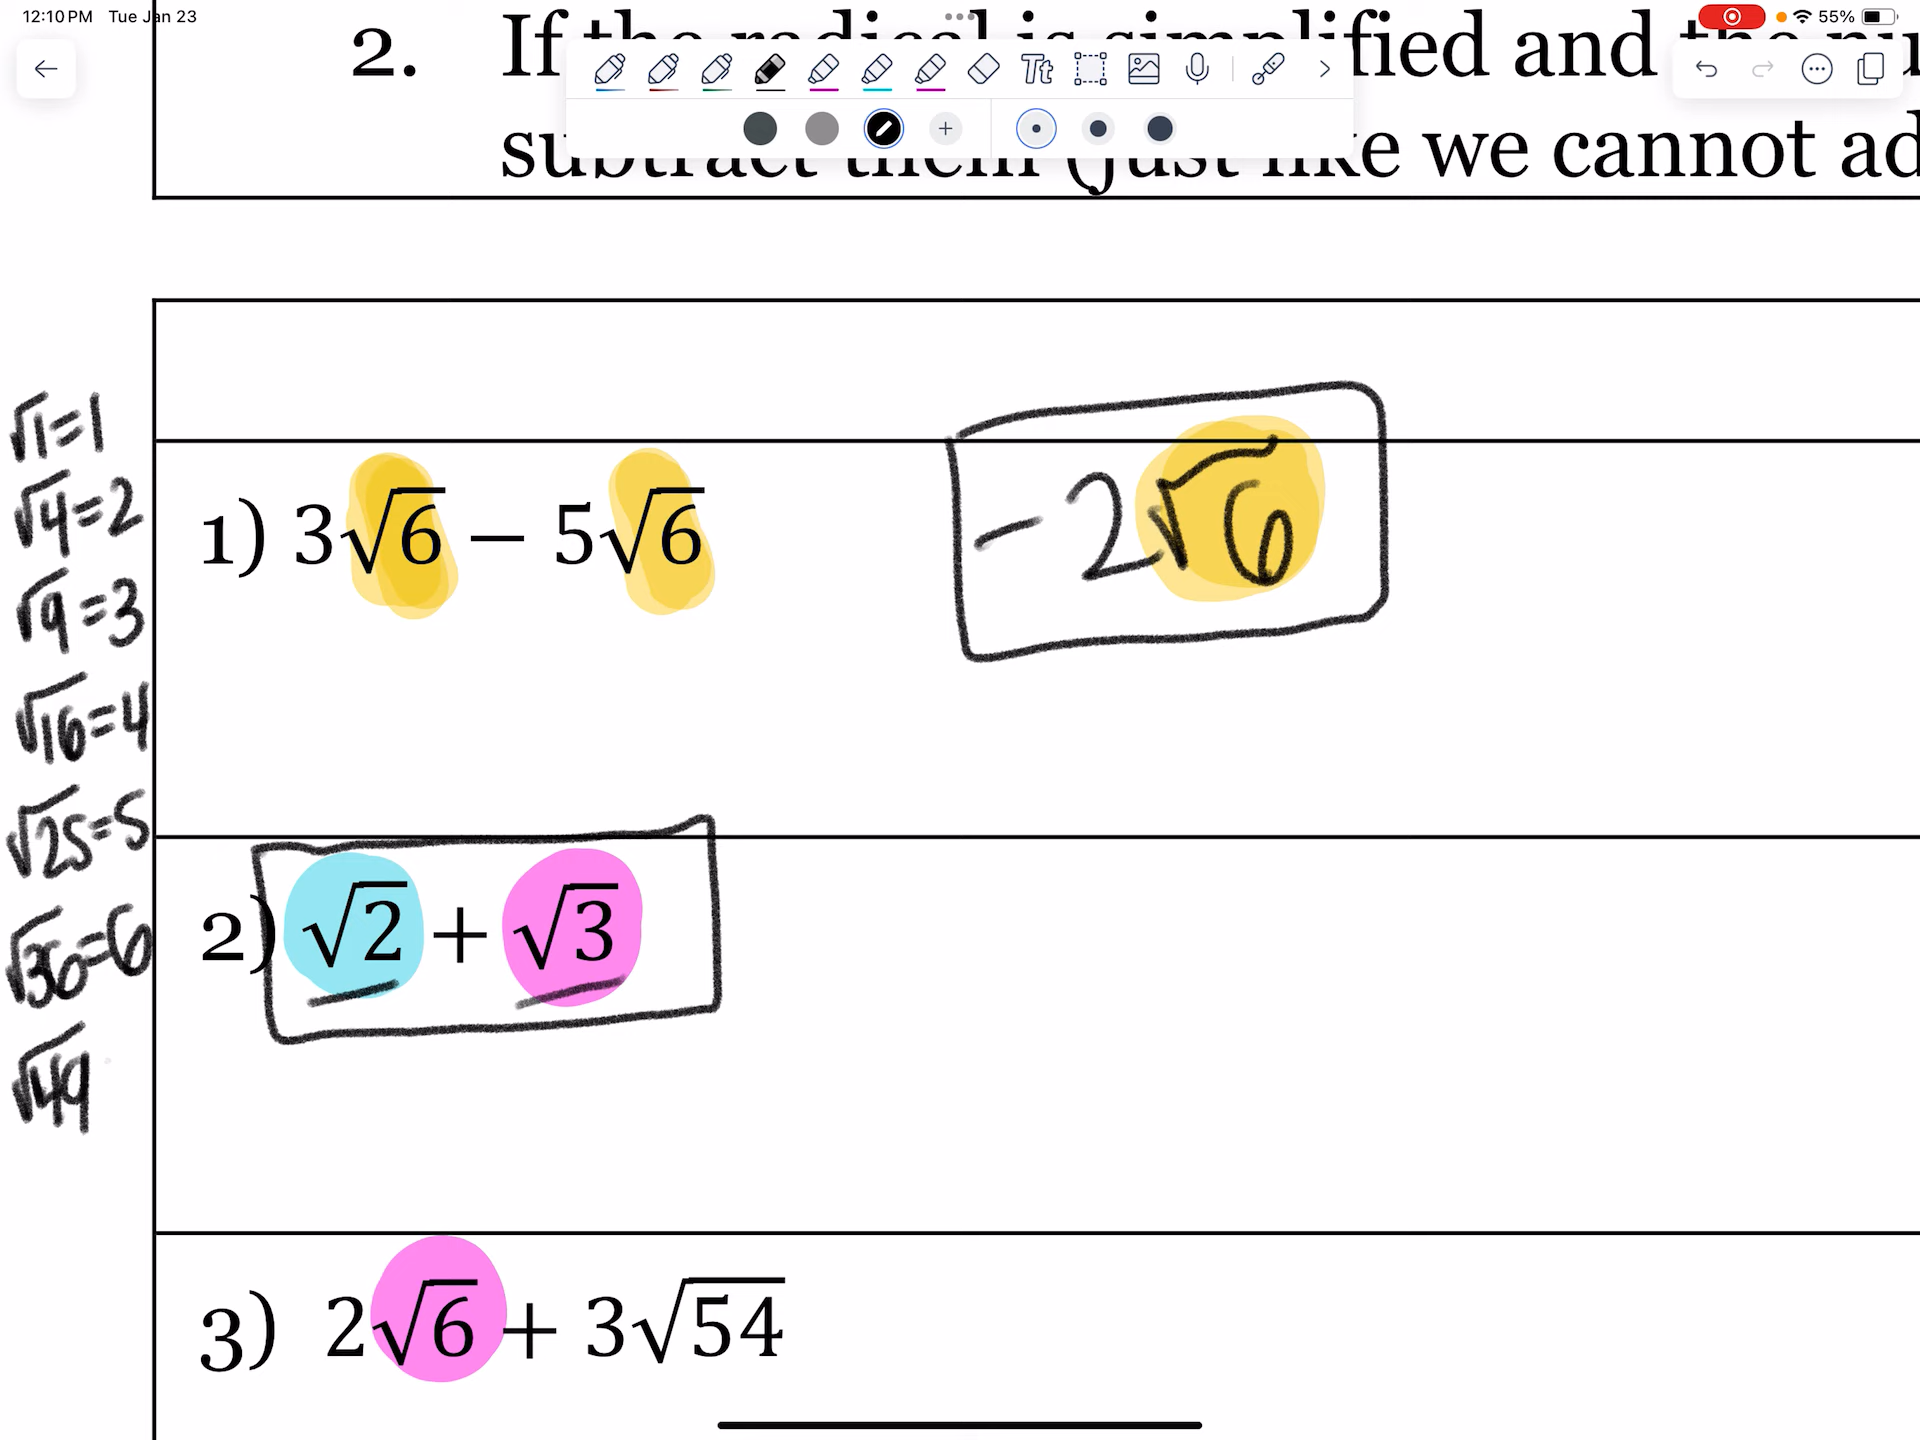 12:10 PM Tue Jan 23
55%
2. If the radical is simplified and the nu
Tt
subtract them (just like we cannot ad
√1=1
√4=2
√9=3
√16=4
√25=5
√36=6
√49
1) 3√6 – 5√6
-2√6
2) √2 + √3
3) 2√6 + 3√54